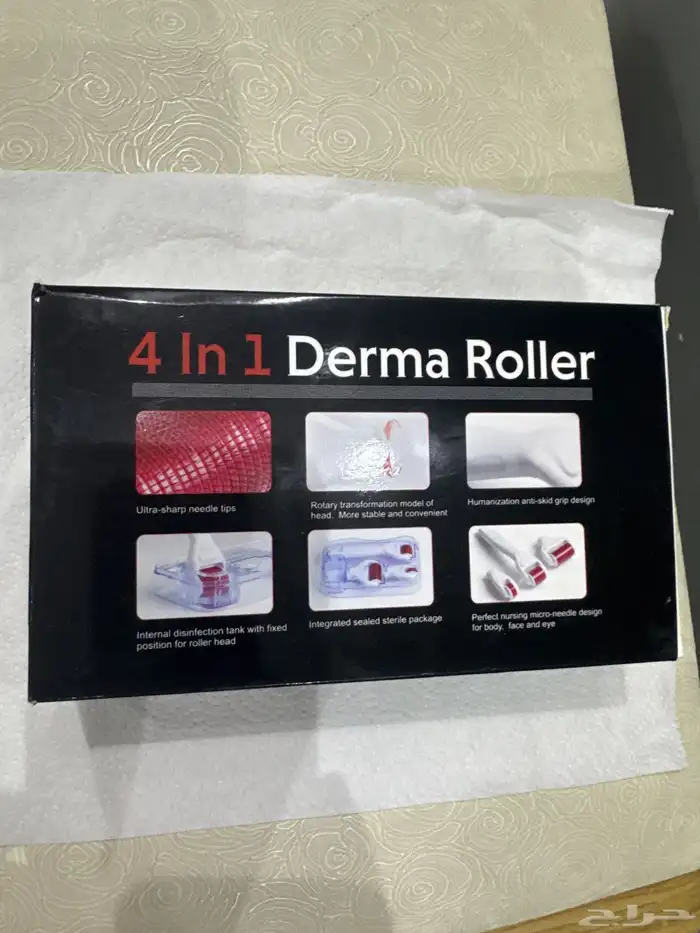 4 In 1 Derma Roller
Ultra-sharp needle tips
Rotary transformation model of
head. More stable and convenient
Humanization anti-skid grip design
Internal disinfection tank with fixed
position for roller head
Integrated sealed sterile package
Perfect nursing micro-needle design
for body, face and eye
حراج